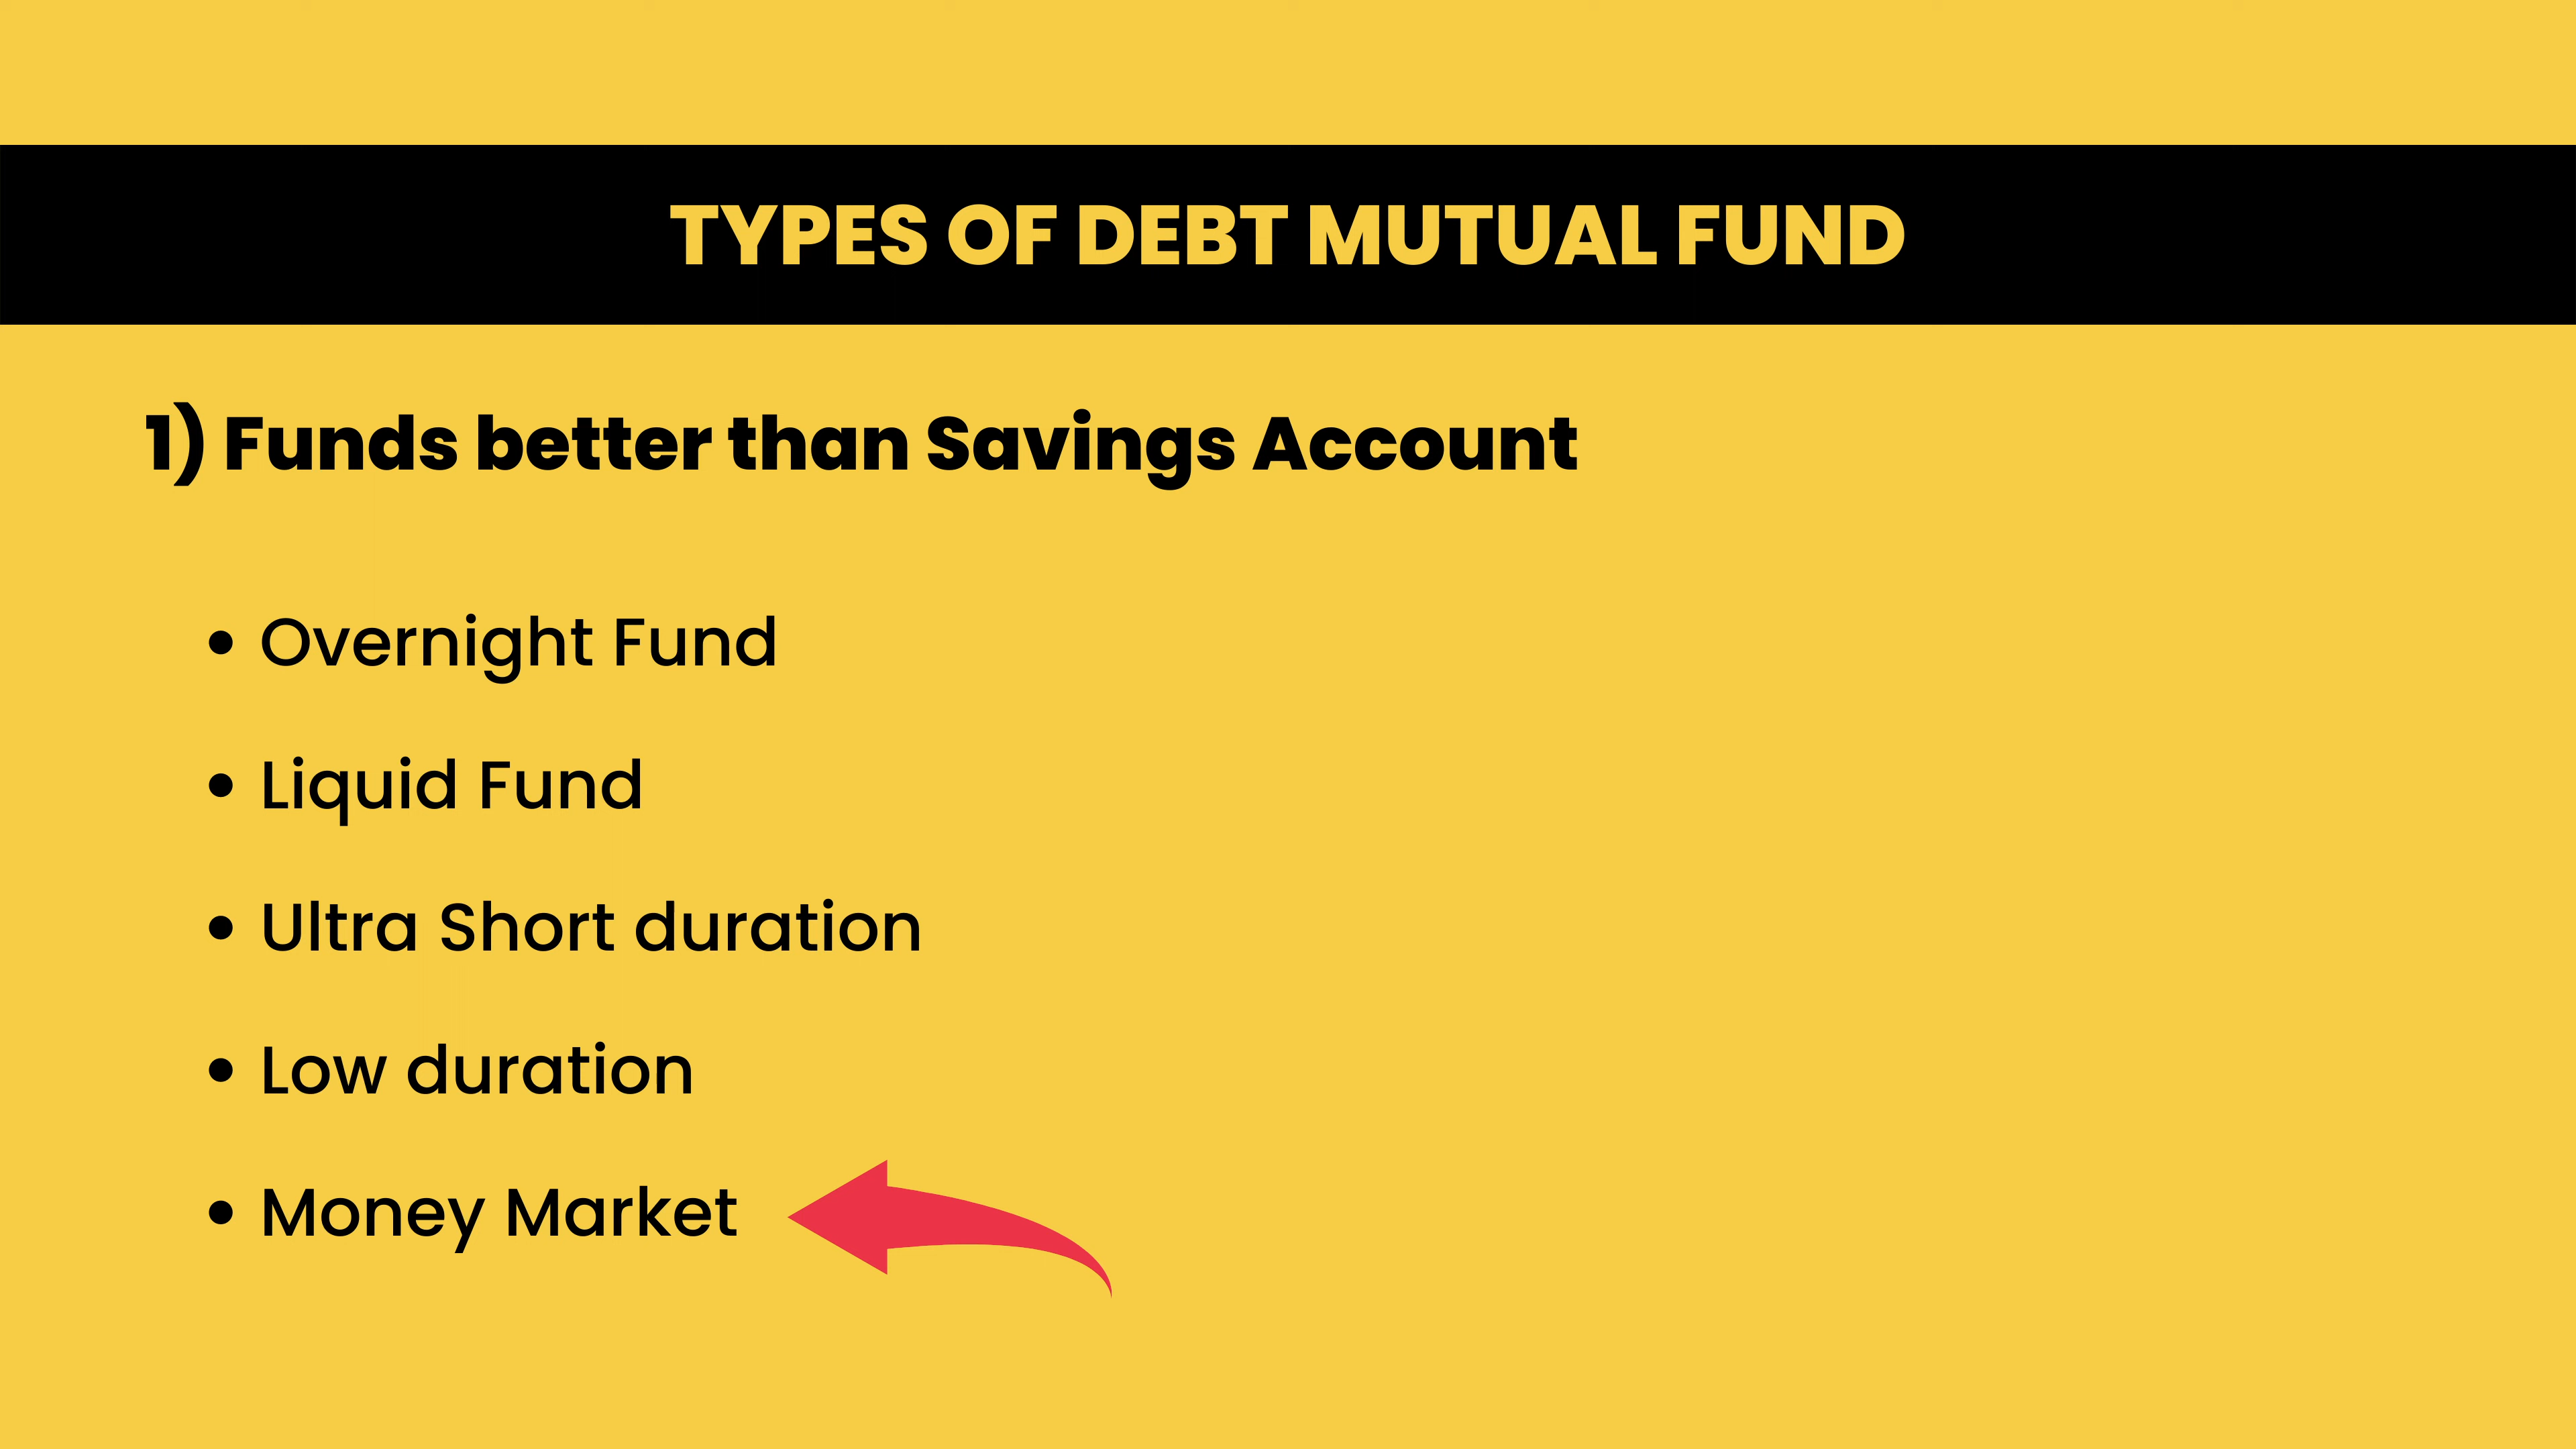 TYPES OF DEBT MUTUAL FUND
1) Funds better than Savings Account
• Overnight Fund
• Liquid Fund
• Ultra Short duration
• Low duration
• Money Market